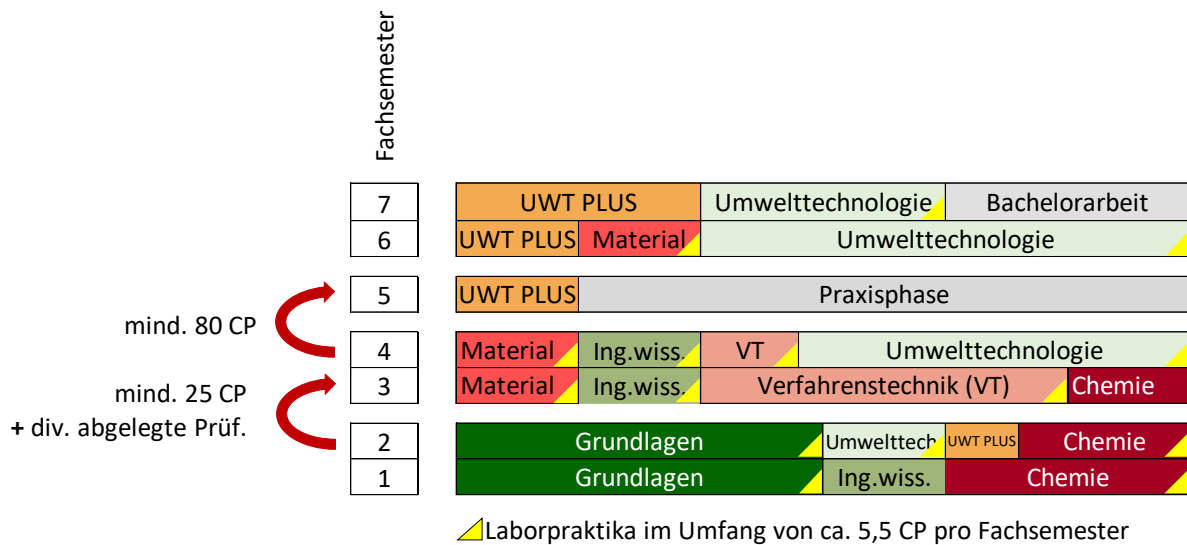 Fachsemester
7 UWT PLUS Umwelttechnologie Bachelorarbeit
6 UWT PLUS Material Umwelttechnologie
5 UWT PLUS Praxisphase
mind. 80 CP
4 Material Ing.wiss. VT Umwelttechnologie
3 Material Ing.wiss. Verfahrenstechnik (VT) Chemie
mind. 25 CP
+ div. abgelegte Prüf.
2 Grundlagen Umwelttech UWT PLUS Chemie
1 Grundlagen Ing.wiss. Chemie
Laborpraktika im Umfang von ca. 5,5 CP pro Fachsemester